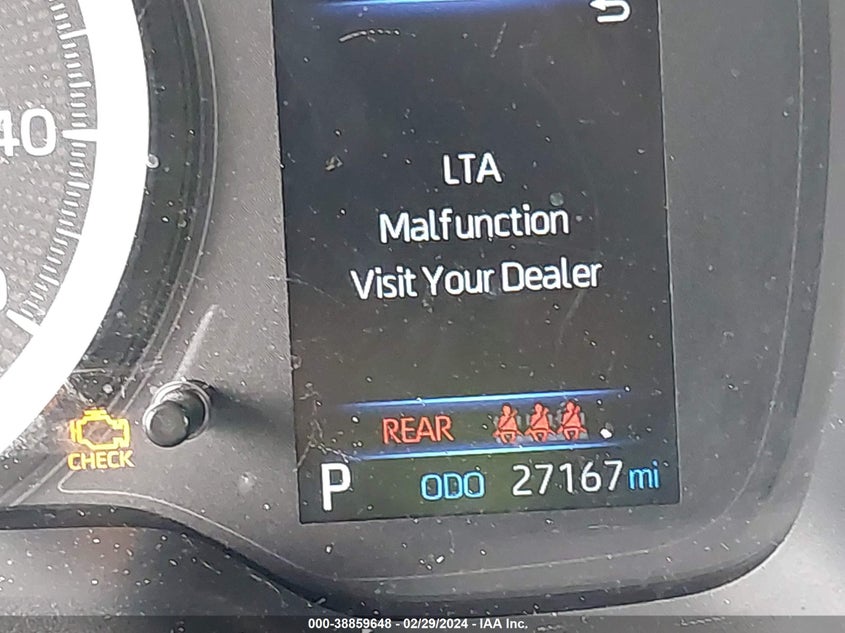 40
LTA
Malfunction
Visit Your Dealer
REAR
CHECK
P ODO 27167 mi
000-38859648 - 02/29/2024 - IAA Inc.